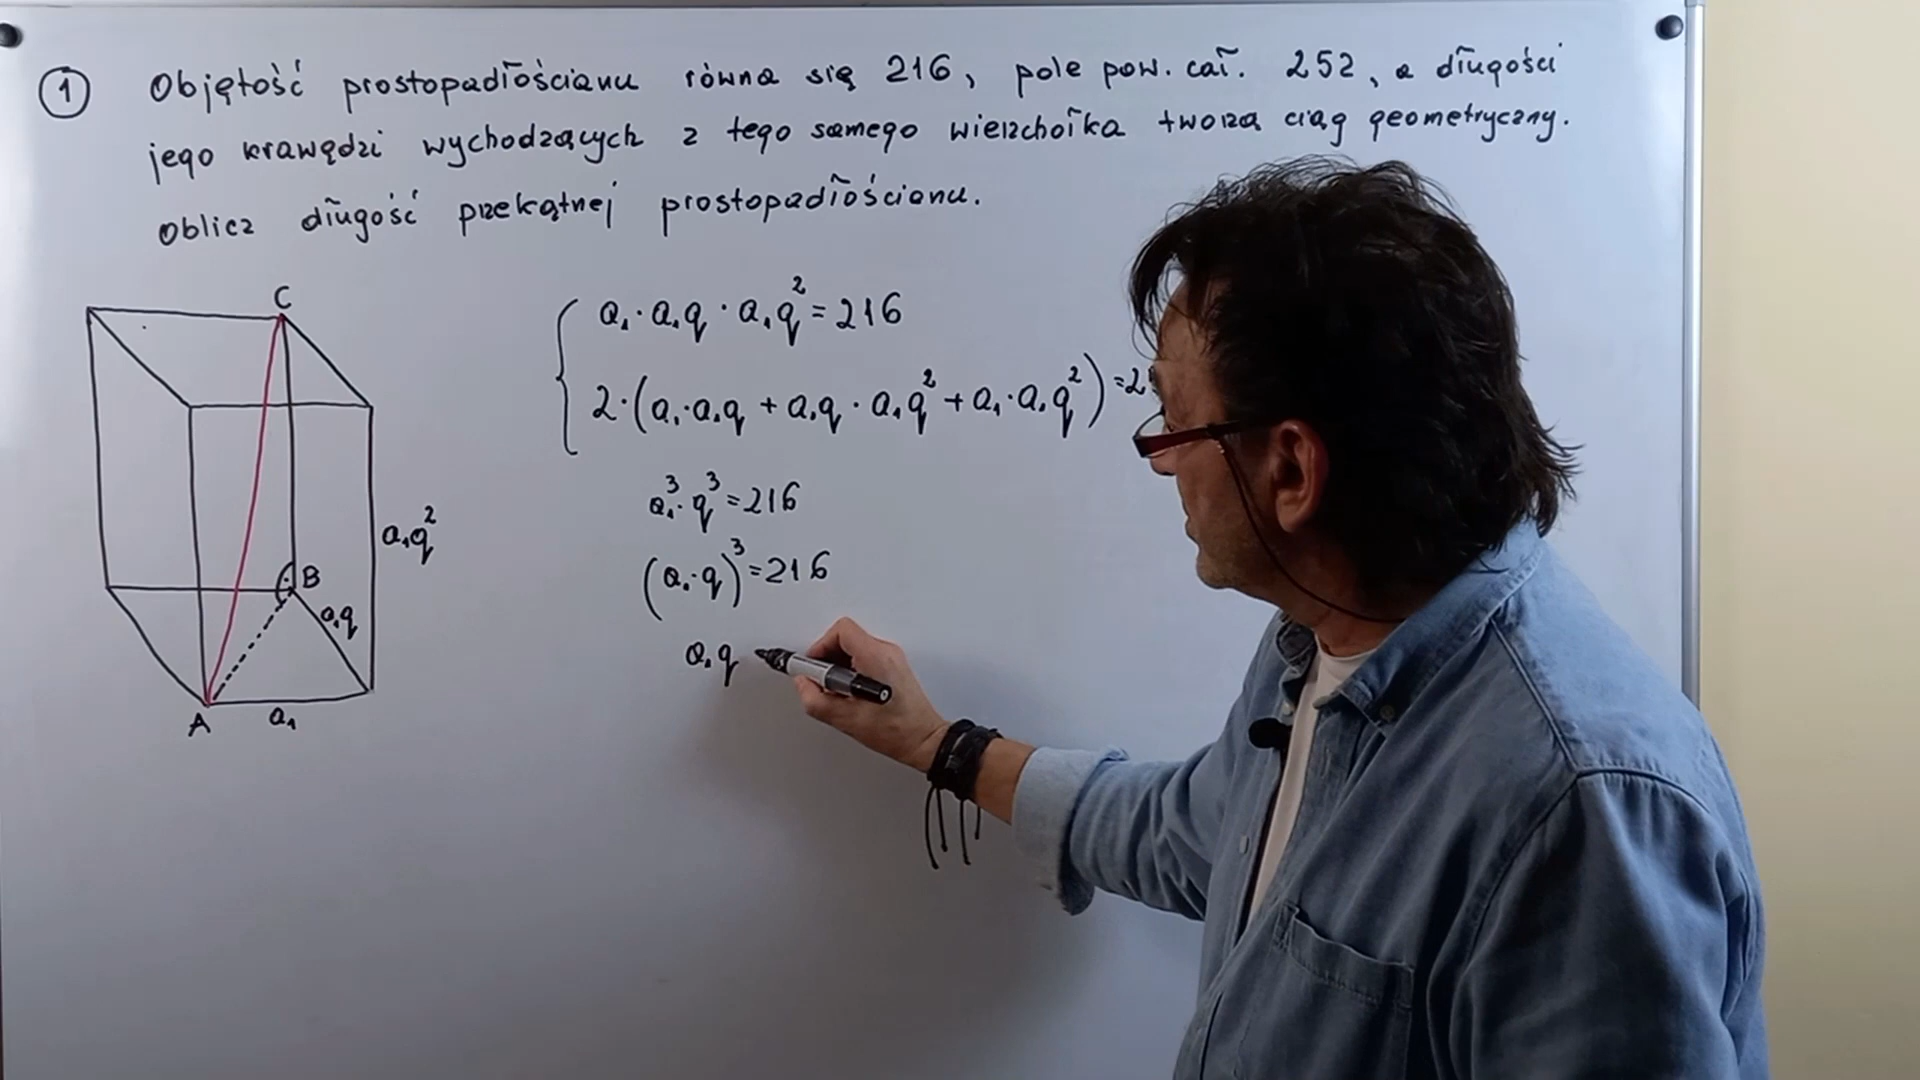 1 Objętość prostopadłościanu równa się 216, pole pow. cał. 252, a długości
jego krawędzi wychodzących z tego samego wierzchołka tworzą ciąg geometryczny.
Oblicz długość przekątnej prostopadłościanu.
C
B
A
a₁
a₁q
a₁q²
a₁·a₁q·a₁q²=216
2·(a₁·a₁q+a₁q·a₁q²+a₁·a₁q²)=2
a₁³·q³=216
(a₁·q)³=216
a₁q